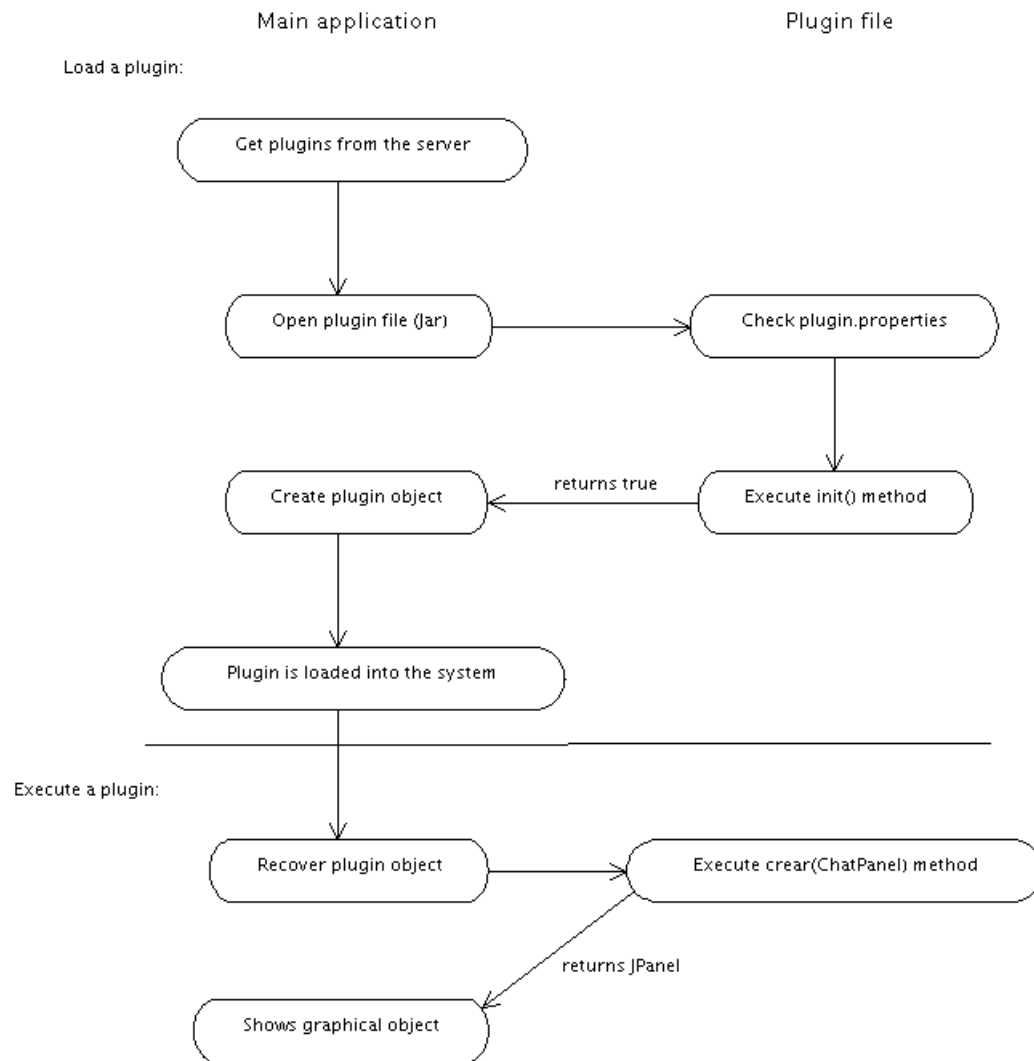 Main application
Plugin file
Load a plugin:
Get plugins from the server
Open plugin file (Jar)
Check plugin.properties
Create plugin object
returns true
Execute init() method
Plugin is loaded into the system
Execute a plugin:
Recover plugin object
Execute crear(ChatPanel) method
returns JPanel
Shows graphical object